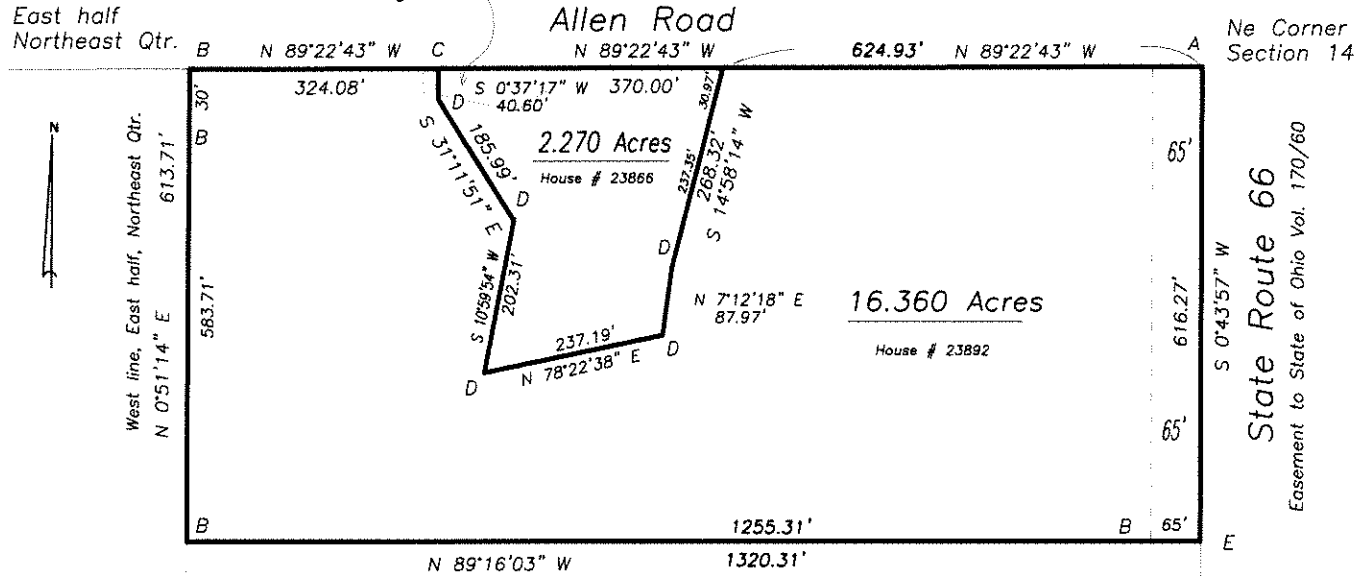 East half
Northeast Qtr.
Allen Road
Ne Corner
Section 14
B
N 89°22'43" W
C
N 89°22'43" W
624.93'
N 89°22'43" W
A
324.08'
S 0°37'17" W
40.60'
370.00'
30.97'
30'
B
D
S 31°11'51" E
185.99'
2.270 Acres
House # 23866
237.35'
268.32'
S 14°58'14" W
65'
N
West line, East half, Northeast Qtr.
N 0°51'14" E
613.71'
583.71'
D
S 10°59'54" W
202.31'
D
N 7°12'18" E
87.97'
16.360 Acres
House # 23892
616.27'
S 0°43'57" W
State Route 66
Easement to State of Ohio Vol. 170/60
237.19'
N 78°22'38" E
D
D
65'
B
1255.31'
B
65'
E
N 89°16'03" W
1320.31'